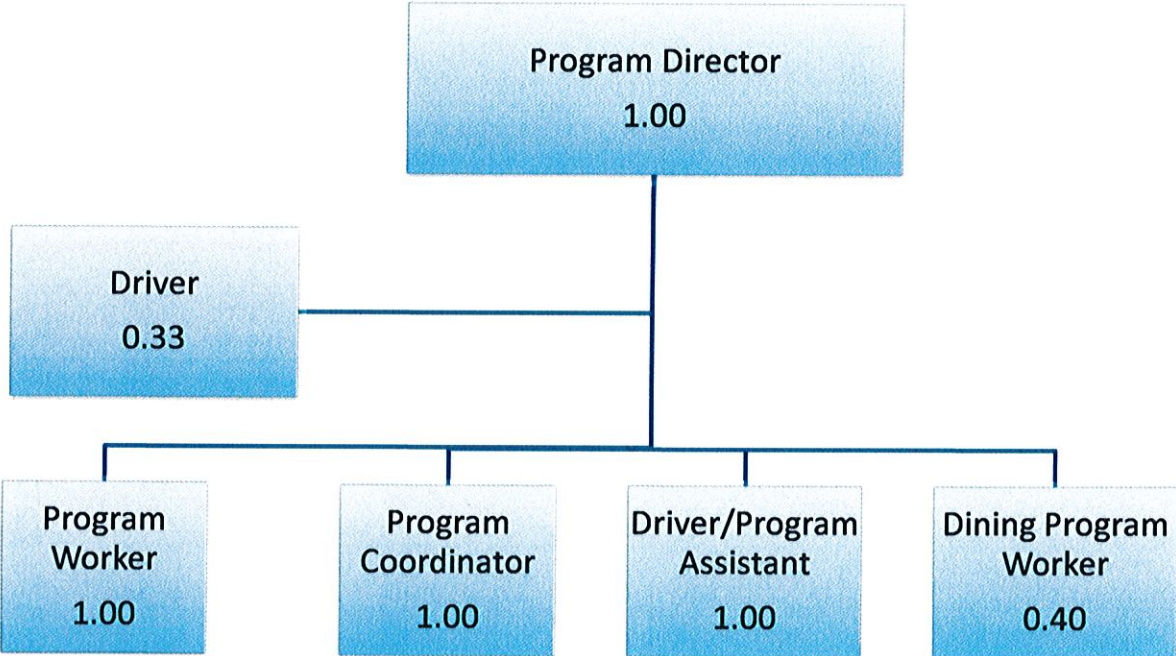 Program Director
1.00
Driver
0.33
Program
Worker
1.00
Program
Coordinator
1.00
Driver/Program
Assistant
1.00
Dining Program
Worker
0.40